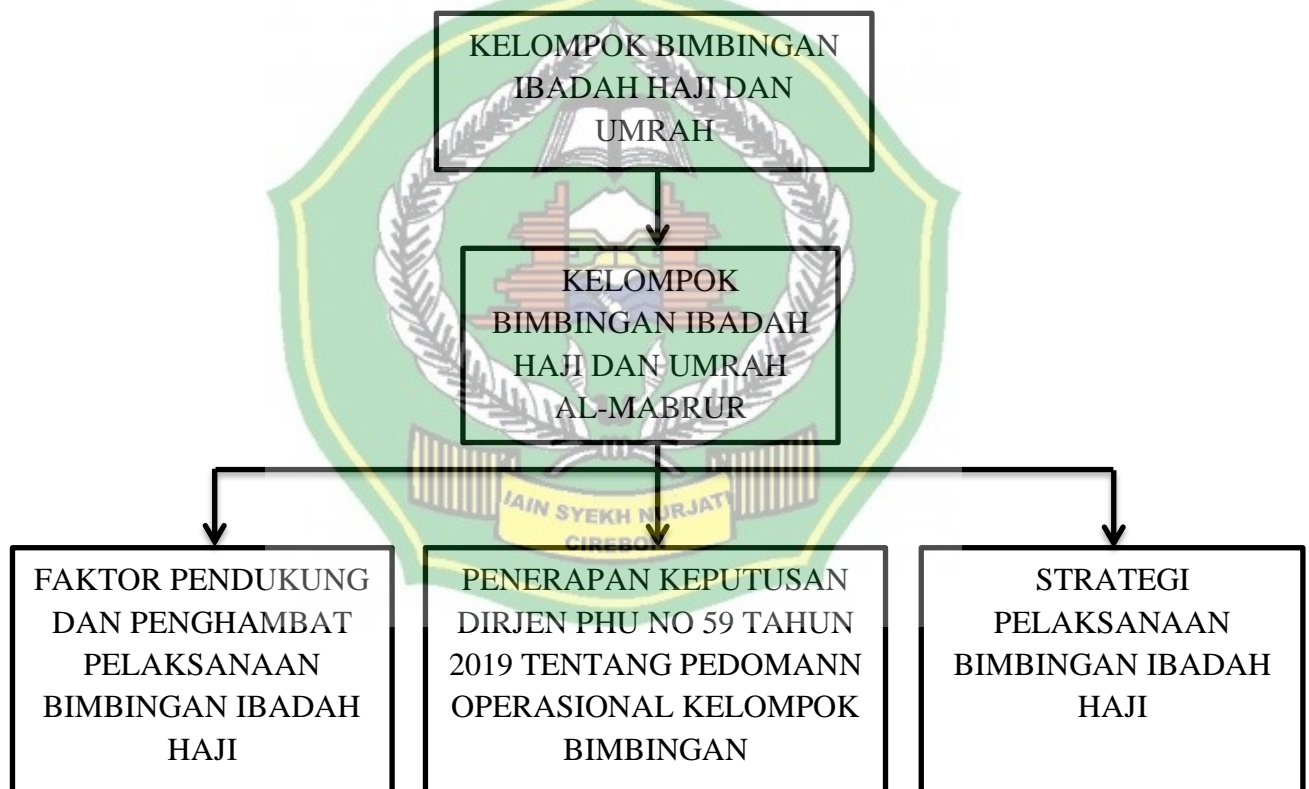 KELOMPOK BIMBINGAN
IBADAH HAJI DAN
UMRAH
KELOMPOK
BIMBINGAN IBADAH
HAJI DAN UMRAH
AL-MABRUR
IAIN SYEKH NURJATI
CIREBON
FAKTOR PENDUKUNG
DAN PENGHAMBAT
PELAKSANAAN
BIMBINGAN IBADAH
HAJI
PENERAPAN KEPUTUSAN
DIRJEN PHU NO 59 TAHUN
2019 TENTANG PEDOMANN
OPERASIONAL KELOMPOK
BIMBINGAN
STRATEGI
PELAKSANAAN
BIMBINGAN IBADAH
HAJI